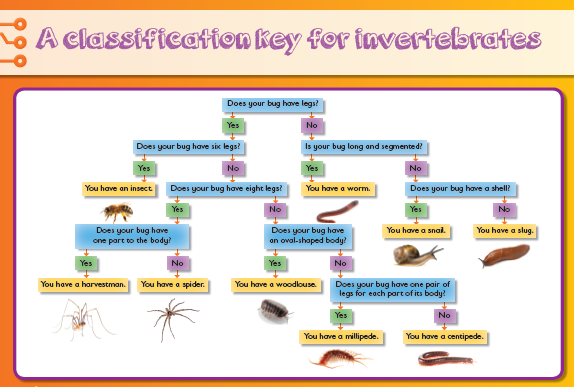 A classification key for invertebrates
Does your bug have legs?
Yes
No
Does your bug have six legs?
Is your bug long and segmented?
Yes
No
Yes
No
You have an insect.
Does your bug have eight legs?
You have a worm.
Does your bug have a shell?
Yes
No
Yes
No
Does your bug have
one part to the body?
Does your bug have
an oval-shaped body?
You have a snail.
You have a slug.
Yes
No
Yes
No
You have a harvestman.
You have a spider.
You have a woodlouse.
Does your bug have one pair of
legs for each part of its body?
Yes
No
You have a millipede.
You have a centipede.